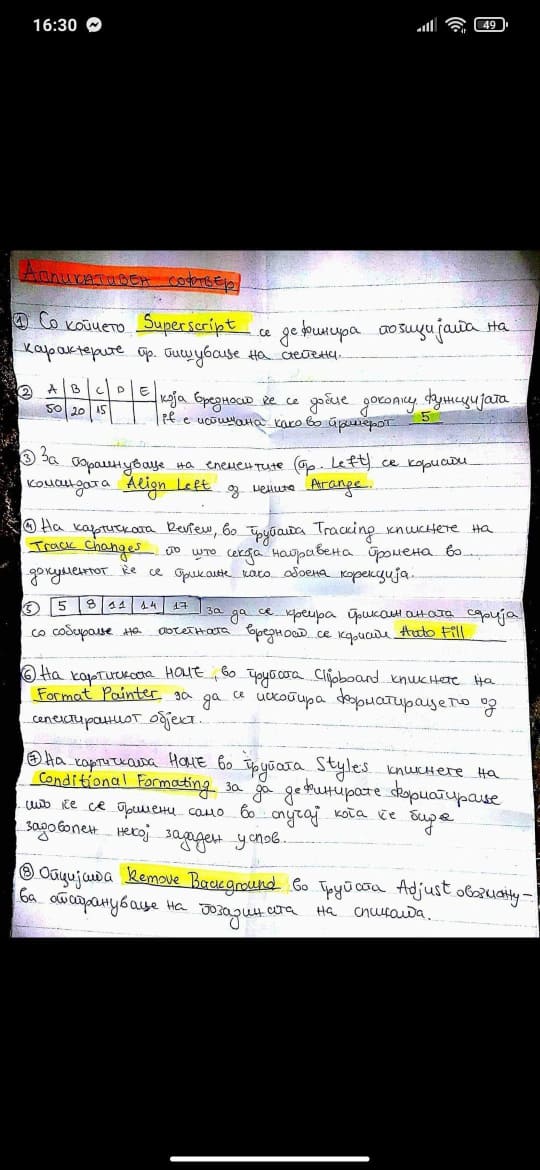 16:30
49
Апликативен софтвер
① Со копчето Superscript се дефинира позицијата на
карактерите пр. пишување на степени.
② A B C D E која вредност ќе се добие доколку функцијата
50 20 15 if е испишана како во примерот 5
③ За порамнување на елементите (пр. Left) се користи
командата Align Left од менито Arange.
④ На картичката Review, во групата Tracking кликнете на
Track Changes, по што секоја направена промена во
документот ќе се прикаже како обоена корекција.
⑤ 5 8 11 14 17 за да се креира прикажаната серија
со собирање на почетната вредност се користи Auto Fill
⑥ На картичката HOME, во групата Clipboard кликнете на
Format Painter, за да се ископира форматирањето од
селектираниот објект.
⑦ На картичката HOME во групата Styles кликнете на
Conditional Formating за да дефинирате форматирање
што ќе се примени само во случај кога ќе биде
задоволен некој зададен услов.
⑧ Опцијата Remove Background во групата Adjust овозможу-
ва отстранување на позадината на сликата.